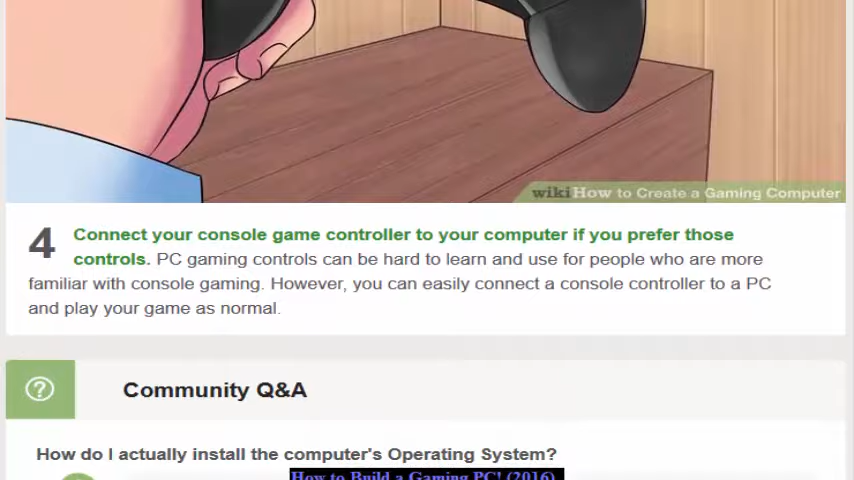 wikiHow to Create a Gaming Computer
4 Connect your console game controller to your computer if you prefer those
controls. PC gaming controls can be hard to learn and use for people who are more
familiar with console gaming. However, you can easily connect a console controller to a PC
and play your game as normal.
Community Q&A
How do I actually install the computer's Operating System?
How to Build a Gaming PC! (2016)